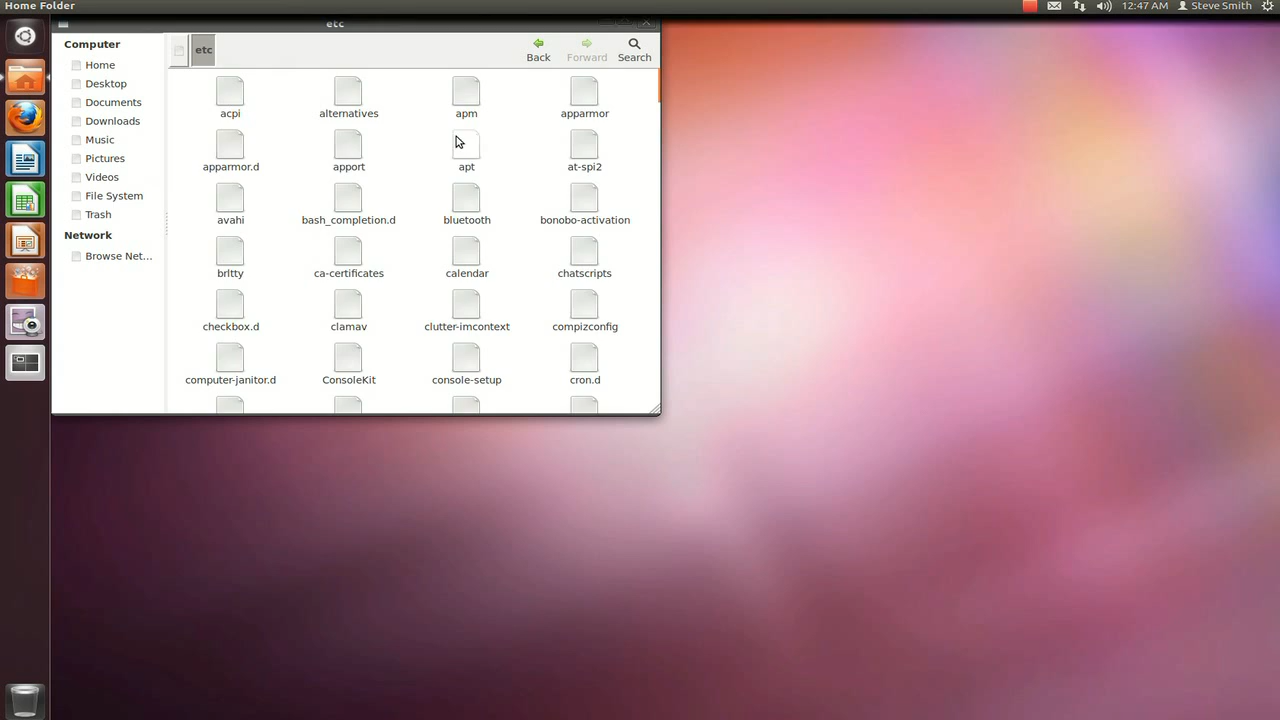 Home Folder
12:47 AM Steve Smith
etc
Computer
Home
Desktop
Documents
Downloads
Music
Pictures
Videos
File System
Trash
Network
Browse Net...
etc
Back Forward Search
acpi alternatives apm apparmor
apparmor.d apport apt at-spi2
avahi bash_completion.d bluetooth bonobo-activation
brltty ca-certificates calendar chatscripts
checkbox.d clamav clutter-imcontext compizconfig
computer-janitor.d ConsoleKit console-setup cron.d